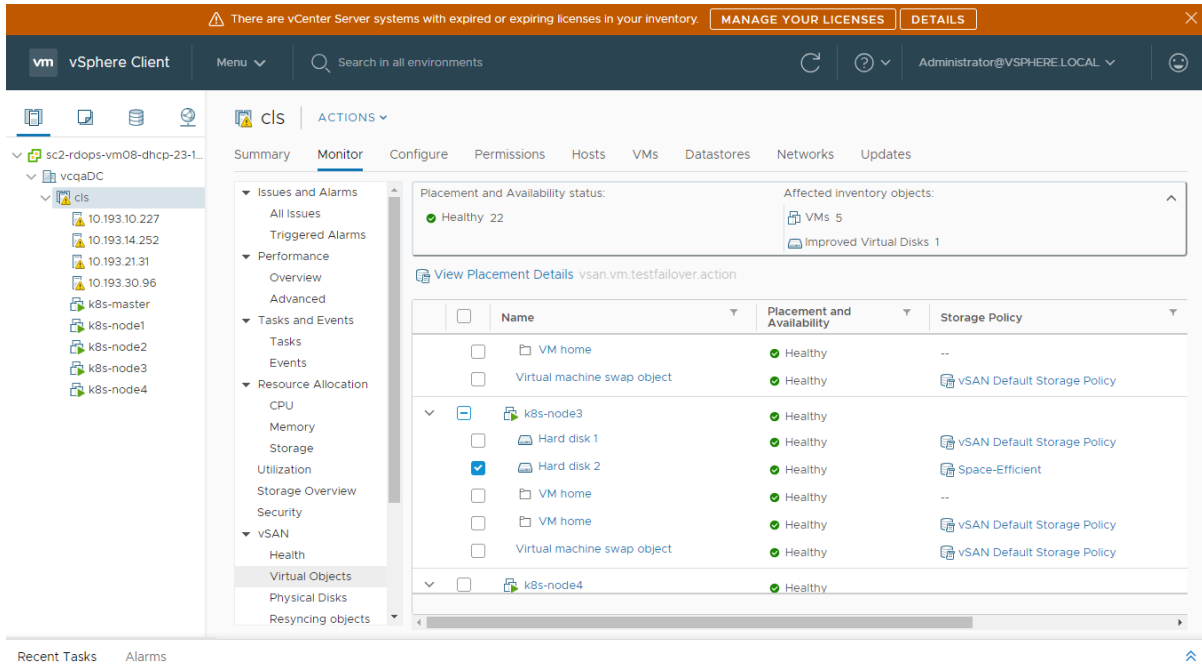 There are vCenter Server systems with expired or expiring licenses in your inventory. MANAGE YOUR LICENSES DETAILS
vm vSphere Client Menu Search in all environments Administrator@VSPHERE.LOCAL
sc2-rdops-vm08-dhcp-23-1...
vcqaDC
cls
10.193.10.227
10.193.14.252
10.193.21.31
10.193.30.96
k8s-master
k8s-node1
k8s-node2
k8s-node3
k8s-node4
cls ACTIONS
Summary Monitor Configure Permissions Hosts VMs Datastores Networks Updates
Issues and Alarms
All Issues
Triggered Alarms
Performance
Overview
Advanced
Tasks and Events
Tasks
Events
Resource Allocation
CPU
Memory
Storage
Utilization
Storage Overview
Security
vSAN
Health
Virtual Objects
Physical Disks
Resyncing objects
Placement and Availability status: Affected inventory objects:
Healthy 22 VMs 5
Improved Virtual Disks 1
View Placement Details vsan.vm.testfailover.action
Name Placement and Availability Storage Policy
VM home Healthy --
Virtual machine swap object Healthy vSAN Default Storage Policy
k8s-node3 Healthy
Hard disk 1 Healthy vSAN Default Storage Policy
Hard disk 2 Healthy Space-Efficient
VM home Healthy --
VM home Healthy vSAN Default Storage Policy
Virtual machine swap object Healthy vSAN Default Storage Policy
k8s-node4 Healthy
Recent Tasks Alarms